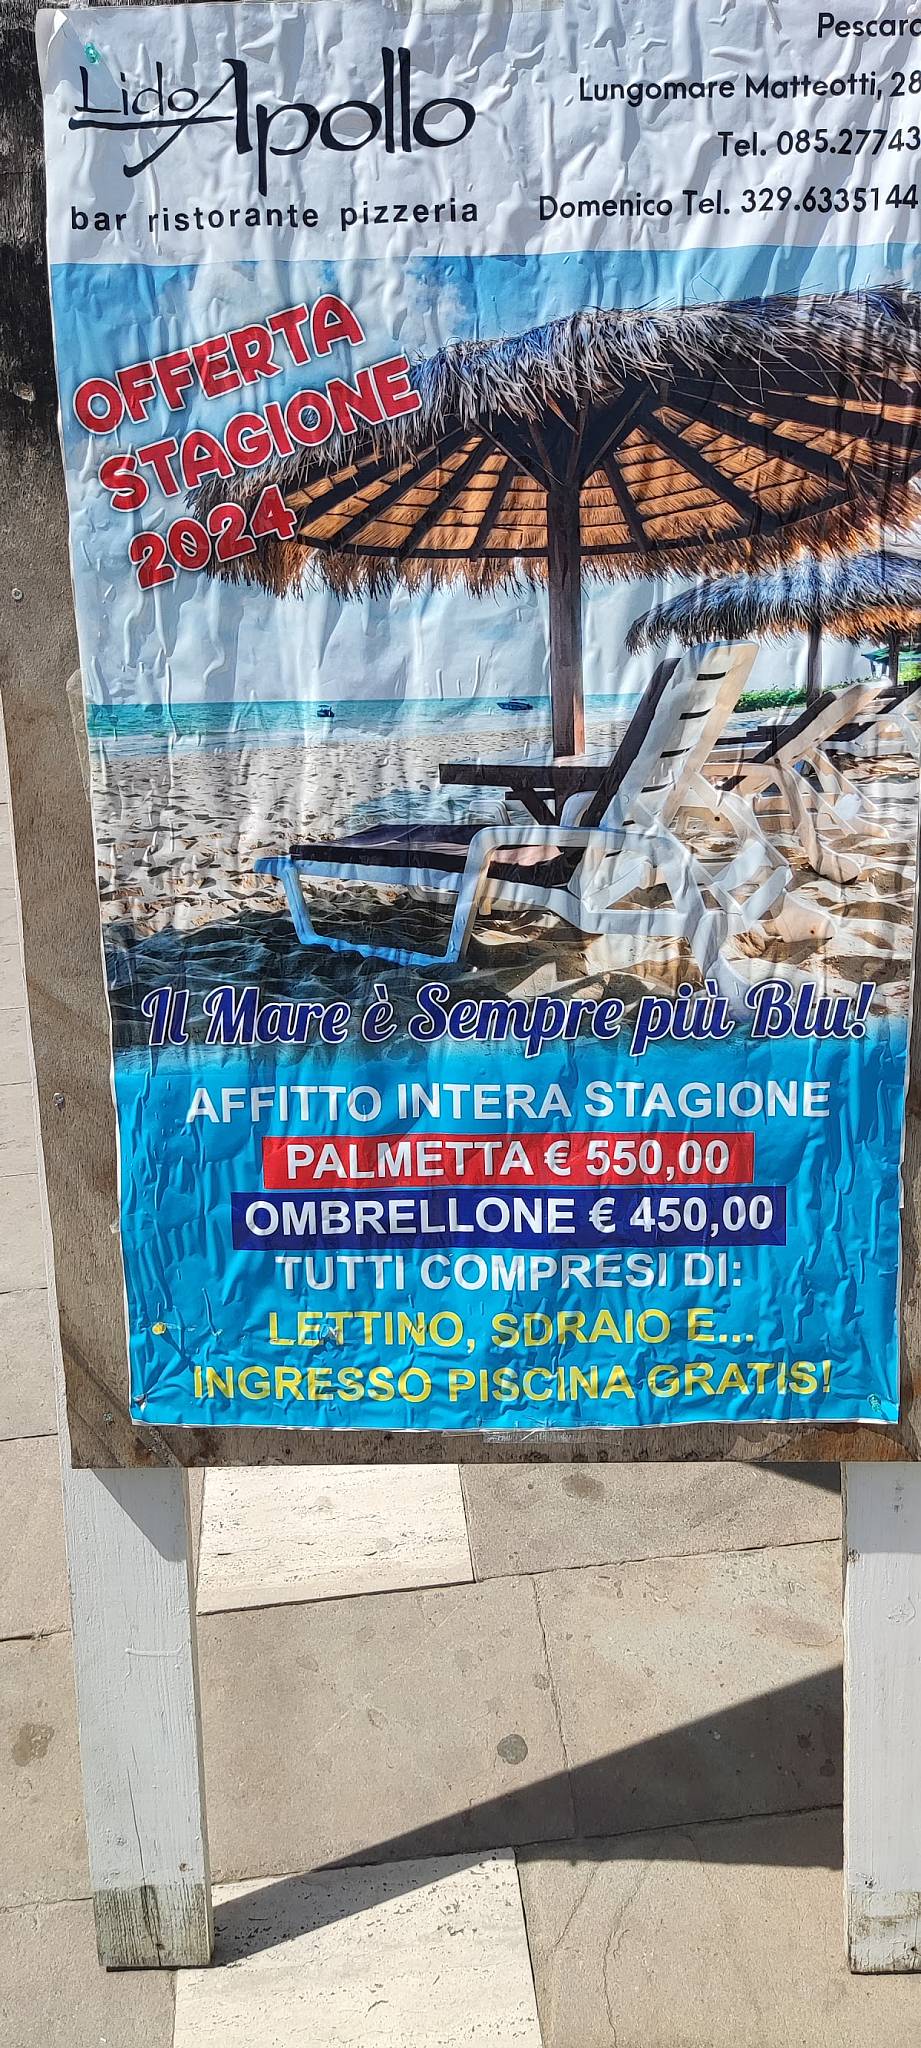 Lido Apollo
bar ristorante pizzeria
Pescara
Lungomare Matteotti, 28
Tel. 085.27743
Domenico Tel. 329.6335144
OFFERTA
STAGIONE
2024
Il Mare è Sempre più Blu!
AFFITTO INTERA STAGIONE
PALMETTA € 550,00
OMBRELLONE € 450,00
TUTTI COMPRESI DI:
LETTINO, SDRAIO E...
INGRESSO PISCINA GRATIS!